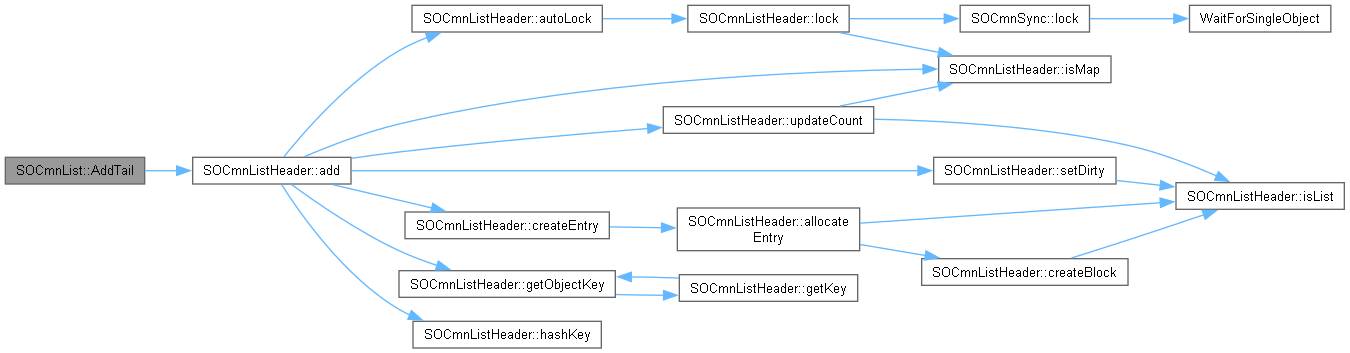 SOCmnList::AddTail
SOCmnListHeader::add
SOCmnListHeader::autoLock
SOCmnListHeader::lock
SOCmnSync::lock
WaitForSingleObject
SOCmnListHeader::isMap
SOCmnListHeader::updateCount
SOCmnListHeader::setDirty
SOCmnListHeader::isList
SOCmnListHeader::createEntry
SOCmnListHeader::allocate
Entry
SOCmnListHeader::createBlock
SOCmnListHeader::getObjectKey
SOCmnListHeader::getKey
SOCmnListHeader::hashKey